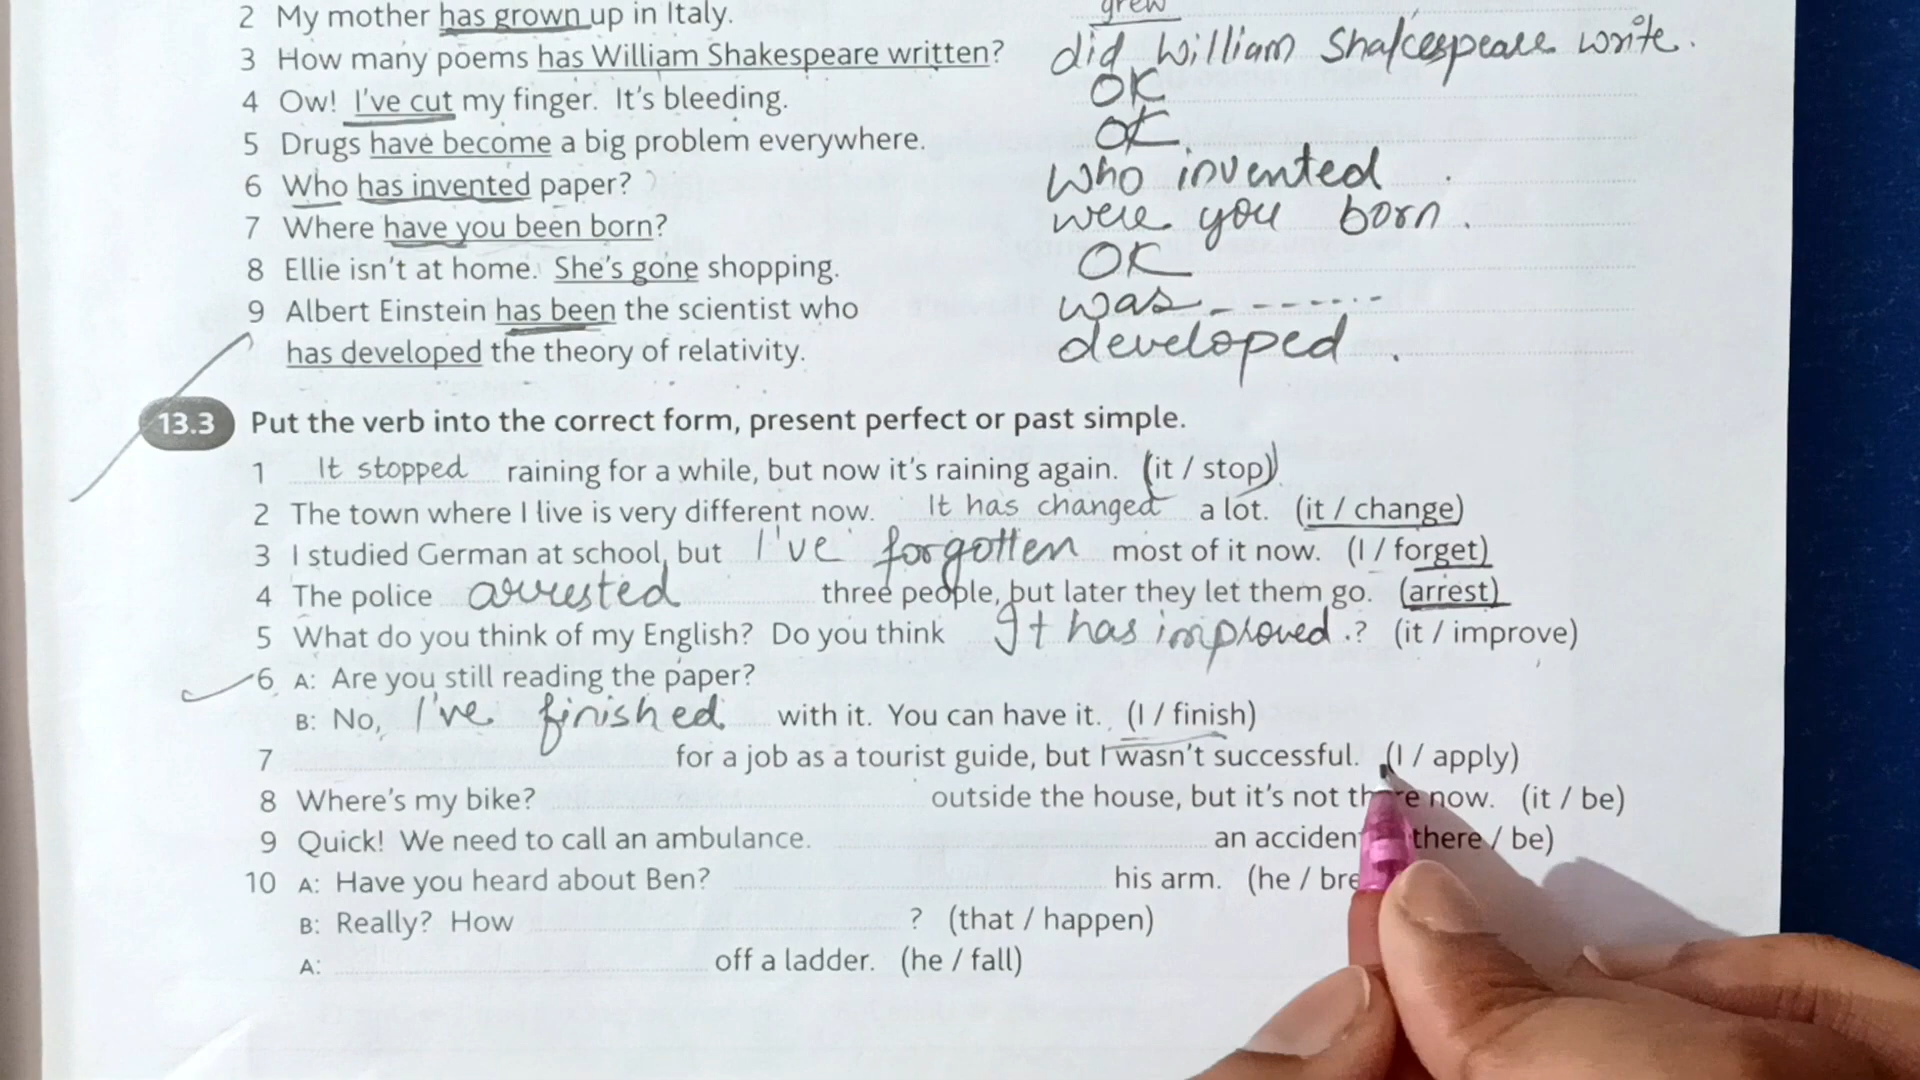 2 My mother has grown up in Italy. grew
3 How many poems has William Shakespeare written? did William Shakespeare write.
4 Ow! I've cut my finger. It's bleeding. OK
5 Drugs have become a big problem everywhere. OK
6 Who has invented paper? Who invented
7 Where have you been born? were you born.
8 Ellie isn't at home. She's gone shopping. OK
9 Albert Einstein has been the scientist who was ------
has developed the theory of relativity. developed.
13.3 Put the verb into the correct form, present perfect or past simple.
1 It stopped raining for a while, but now it's raining again. (it / stop)
2 The town where I live is very different now. It has changed a lot. (it / change)
3 I studied German at school, but I've forgotten most of it now. (I / forget)
4 The police arrested three people, but later they let them go. (arrest)
5 What do you think of my English? Do you think It has improved.? (it / improve)
6 A: Are you still reading the paper?
B: No, I've finished with it. You can have it. (I / finish)
7 for a job as a tourist guide, but I wasn't successful. (I / apply)
8 Where's my bike? outside the house, but it's not there now. (it / be)
9 Quick! We need to call an ambulance. an acciden there / be)
10 A: Have you heard about Ben? his arm. (he / bre
B: Really? How ? (that / happen)
A: off a ladder. (he / fall)